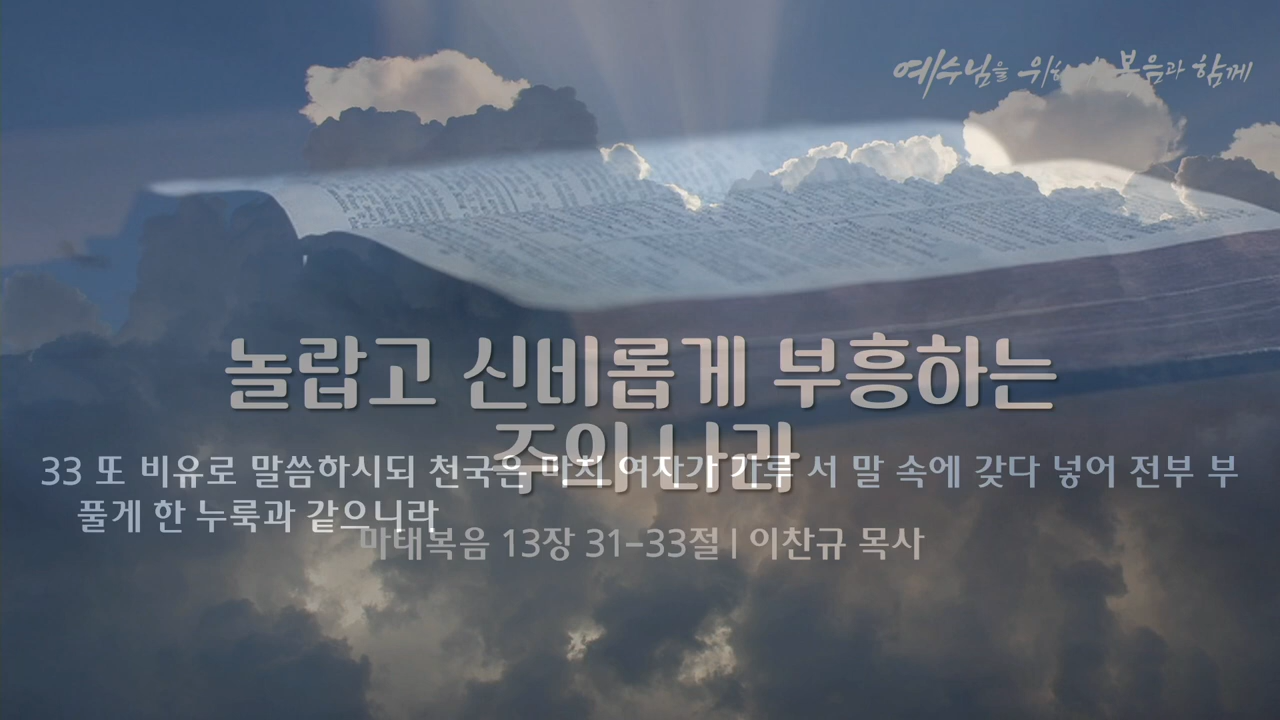 예수님을 위하여 복음과 함께
놀랍고 신비롭게 부흥하는
주의 나라
33 또 비유로 말씀하시되 천국은 마치 여자가 가루 서 말 속에 갖다 넣어 전부 부
풀게 한 누룩과 같으니라
마태복음 13장 31-33절 | 이찬규 목사